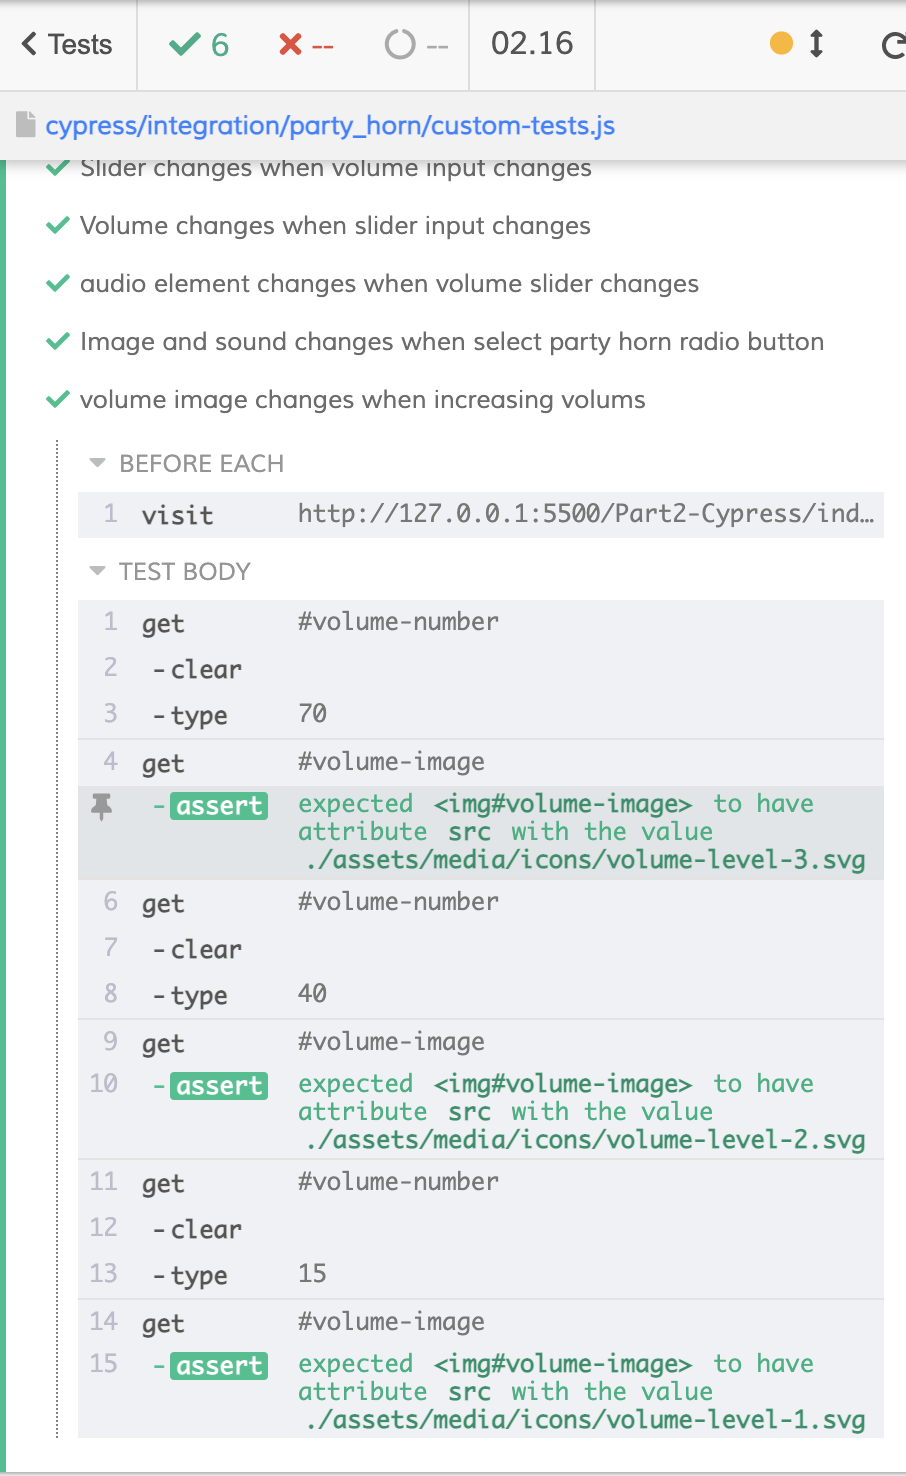 Tests 6 -- -- 02.16
cypress/integration/party_horn/custom-tests.js
Slider changes when volume input changes
Volume changes when slider input changes
audio element changes when volume slider changes
Image and sound changes when select party horn radio button
volume image changes when increasing volums
BEFORE EACH
1 visit http://127.0.0.1:5500/Part2-Cypress/ind…
TEST BODY
1 get #volume-number
2 -clear
3 -type 70
4 get #volume-image
-assert expected <img#volume-image> to have
attribute src with the value
./assets/media/icons/volume-level-3.svg
6 get #volume-number
7 -clear
8 -type 40
9 get #volume-image
10 -assert expected <img#volume-image> to have
attribute src with the value
./assets/media/icons/volume-level-2.svg
11 get #volume-number
12 -clear
13 -type 15
14 get #volume-image
15 -assert expected <img#volume-image> to have
attribute src with the value
./assets/media/icons/volume-level-1.svg